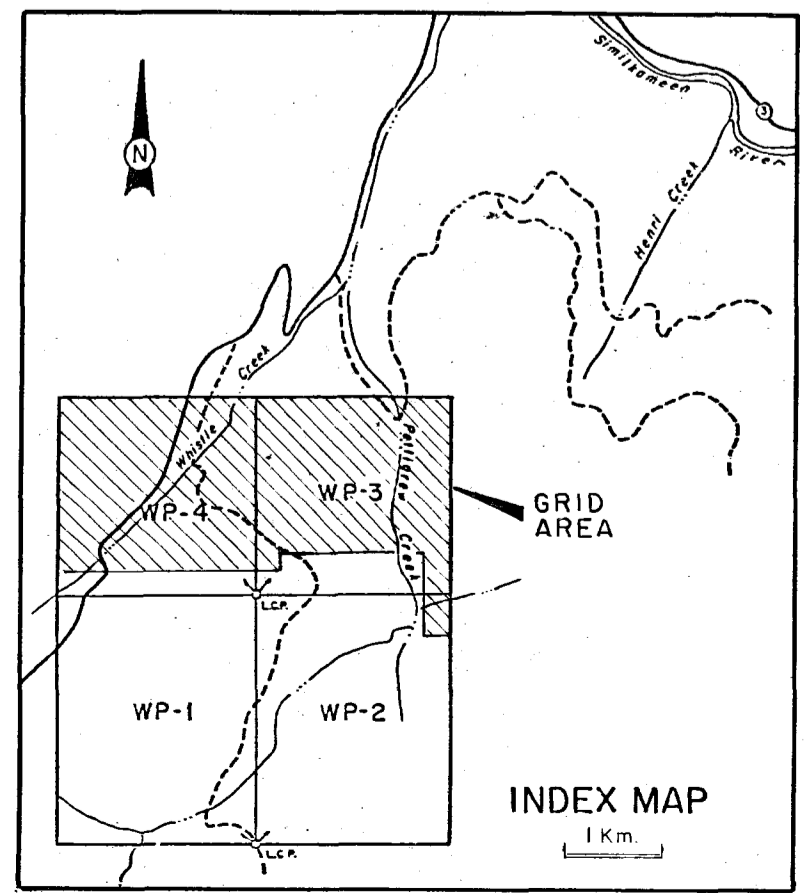 Similkameen
River
3
N
Henri Creek
Whistle Creek
WP-4
WP-3
Pettigrew Creek
GRID
AREA
L.C.P.
WP-1
WP-2
INDEX MAP
1 Km.
L.C.P.